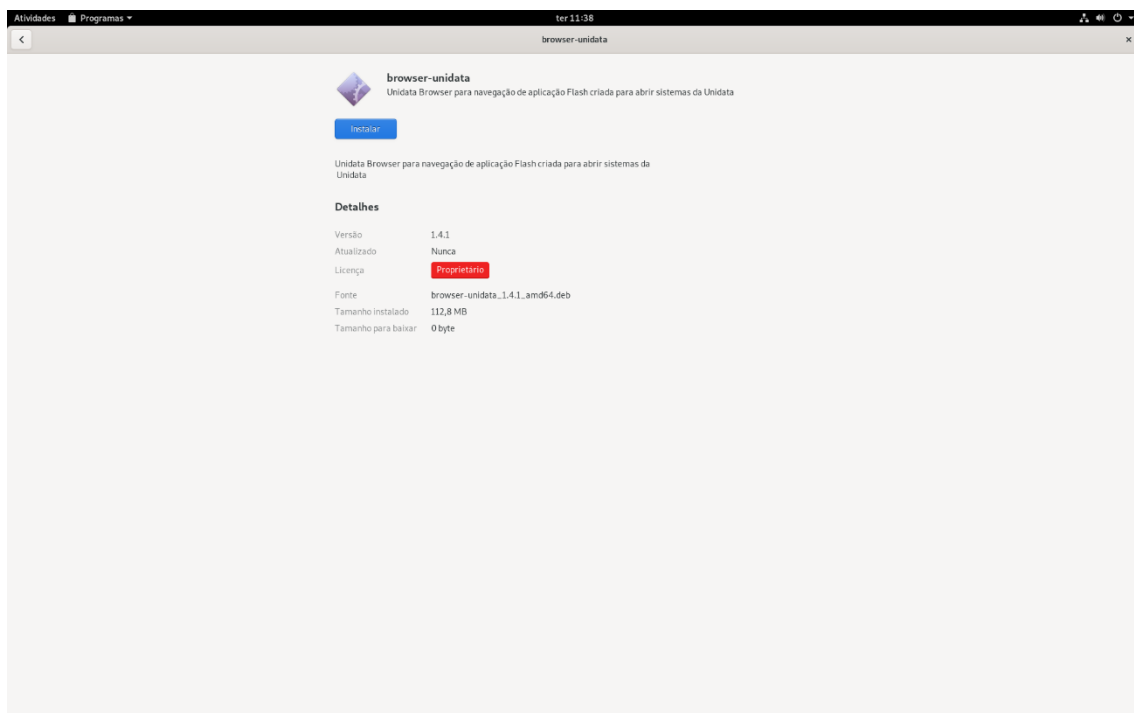 Atividades Programas ter 11:38
browser-unidata
browser-unidata
Unidata Browser para navegação de aplicação Flash criada para abrir sistemas da Unidata
Instalar
Unidata Browser para navegação de aplicação Flash criada para abrir sistemas da
Unidata
Detalhes
Versão 1.4.1
Atualizado Nunca
Licença Proprietário
Fonte browser-unidata_1.4.1_amd64.deb
Tamanho instalado 112,8 MB
Tamanho para baixar 0 byte